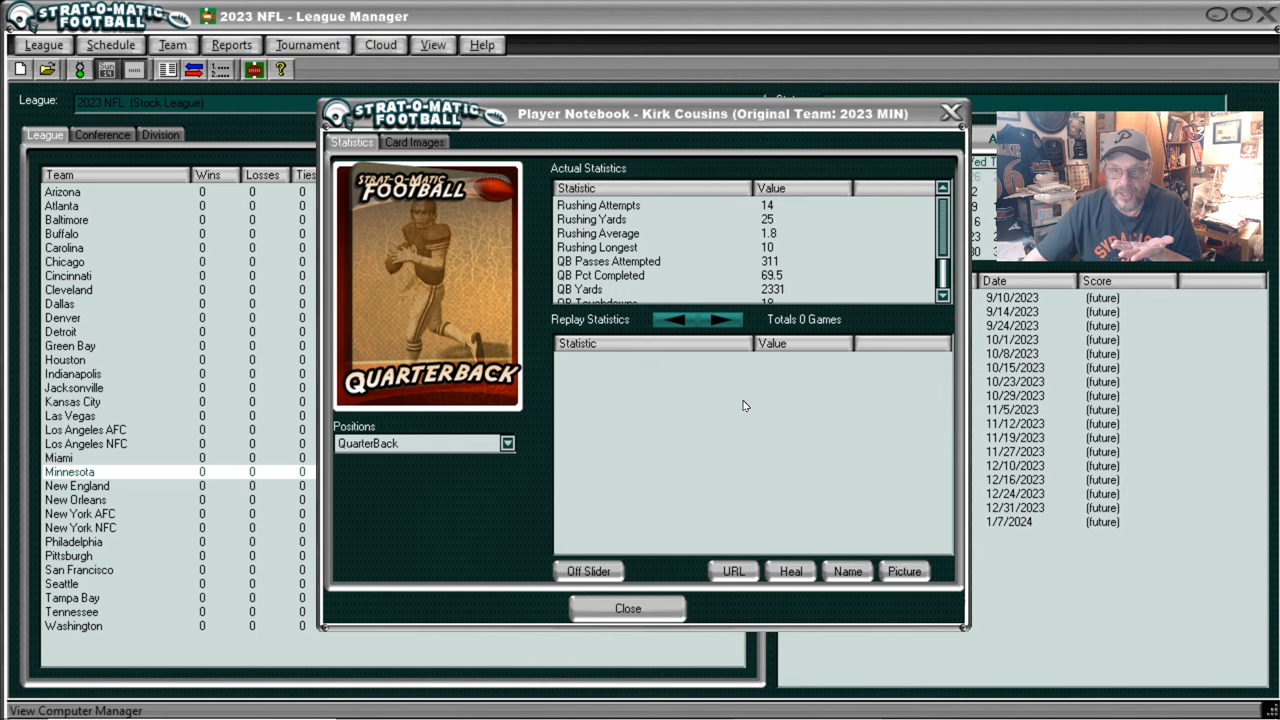 STRAT-O-MATIC
FOOTBALL
2023 NFL - League Manager
League Schedule Team Reports Tournament Cloud View Help
League: 2023 NFL (Stock League)
League Conference Division
Team Wins Losses Ties
Arizona 0 0 0
Atlanta 0 0 0
Baltimore 0 0 0
Buffalo 0 0 0
Carolina 0 0 0
Chicago 0 0 0
Cincinnati 0 0 0
Cleveland 0 0 0
Dallas 0 0 0
Denver 0 0 0
Detroit 0 0 0
Green Bay 0 0 0
Houston 0 0 0
Indianapolis 0 0 0
Jacksonville 0 0 0
Kansas City 0 0 0
Las Vegas 0 0 0
Los Angeles AFC 0 0 0
Los Angeles NFC 0 0 0
Miami 0 0 0
Minnesota 0 0 0
New England 0 0 0
New Orleans 0 0 0
New York AFC 0 0 0
New York NFC 0 0 0
Philadelphia 0 0 0
Pittsburgh 0 0 0
San Francisco 0 0 0
Seattle 0 0 0
Tampa Bay 0 0 0
Tennessee 0 0 0
Washington 0 0 0
STRAT-O-MATIC
FOOTBALL
Player Notebook - Kirk Cousins (Original Team: 2023 MIN)
Statistics Card Images
STRAT-O-MATIC
FOOTBALL
QUARTERBACK
Positions
QuarterBack
Actual Statistics
Statistic Value
Rushing Attempts 14
Rushing Yards 25
Rushing Average 1.8
Rushing Longest 10
QB Passes Attempted 311
QB Pct Completed 69.5
QB Yards 2331
QB Touchdowns 18
Replay Statistics Totals 0 Games
Statistic Value
Off Slider URL Heal Name Picture
Close
Date Score
9/10/2023 (future)
9/14/2023 (future)
9/24/2023 (future)
10/1/2023 (future)
10/8/2023 (future)
10/15/2023 (future)
10/23/2023 (future)
10/29/2023 (future)
11/5/2023 (future)
11/12/2023 (future)
11/19/2023 (future)
11/27/2023 (future)
12/10/2023 (future)
12/16/2023 (future)
12/24/2023 (future)
12/31/2023 (future)
1/7/2024 (future)
View Computer Manager